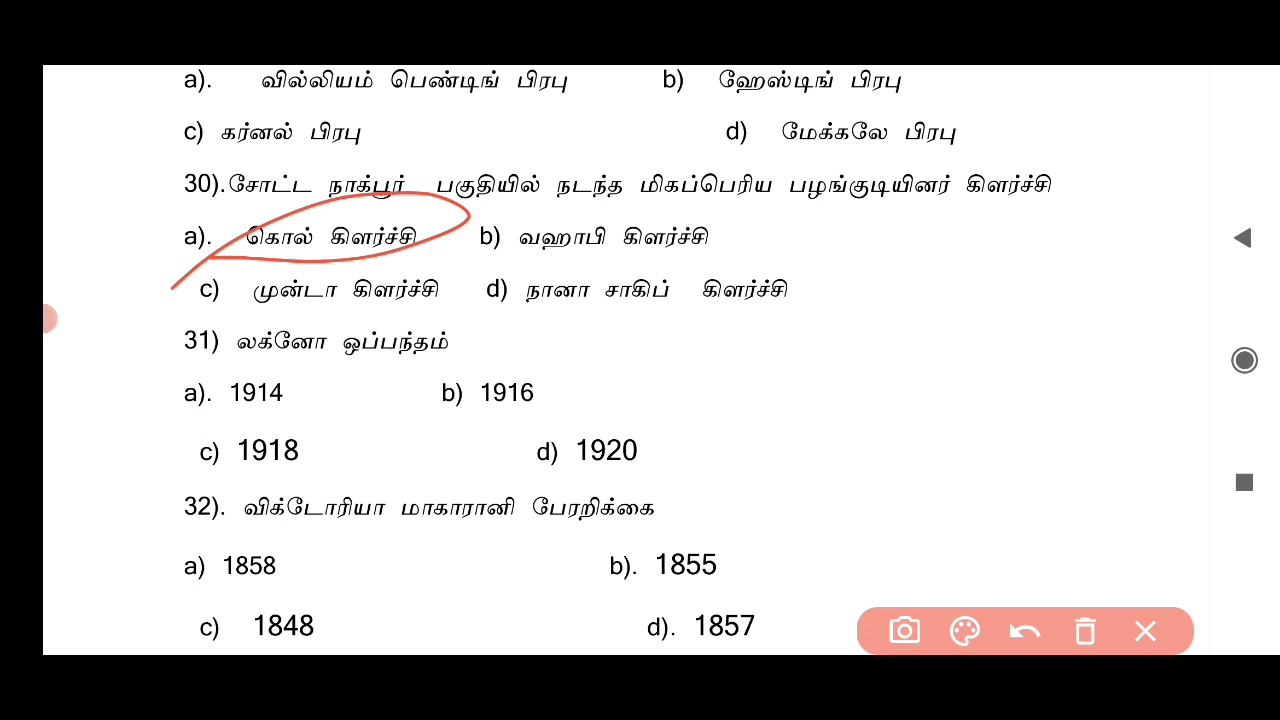 a). வில்லியம் பெண்டிங் பிரபு b) ஹேஸ்டிங் பிரபு
c) கர்னல் பிரபு d) மேக்கலே பிரபு
30).சோட்ட நாக்பூர் பகுதியில் நடந்த மிகப்பெரிய பழங்குடியினர் கிளர்ச்சி
a). கொல் கிளர்ச்சி b) வஹாபி கிளர்ச்சி
c) முன்டா கிளர்ச்சி d) நானா சாகிப் கிளர்ச்சி
31) லக்னோ ஒப்பந்தம்
a). 1914 b) 1916
c) 1918 d) 1920
32). விக்டோரியா மாகாரானி பேரறிக்கை
a) 1858 b). 1855
c) 1848 d). 1857